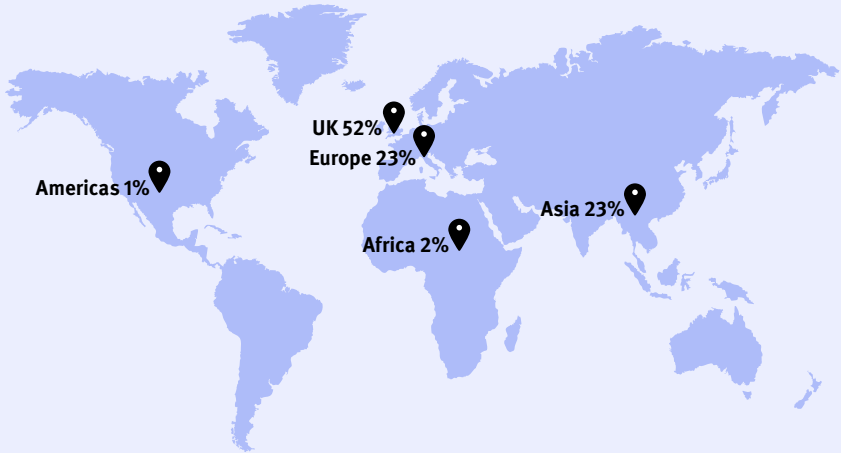 UK 52%
Europe 23%
Americas 1%
Asia 23%
Africa 2%